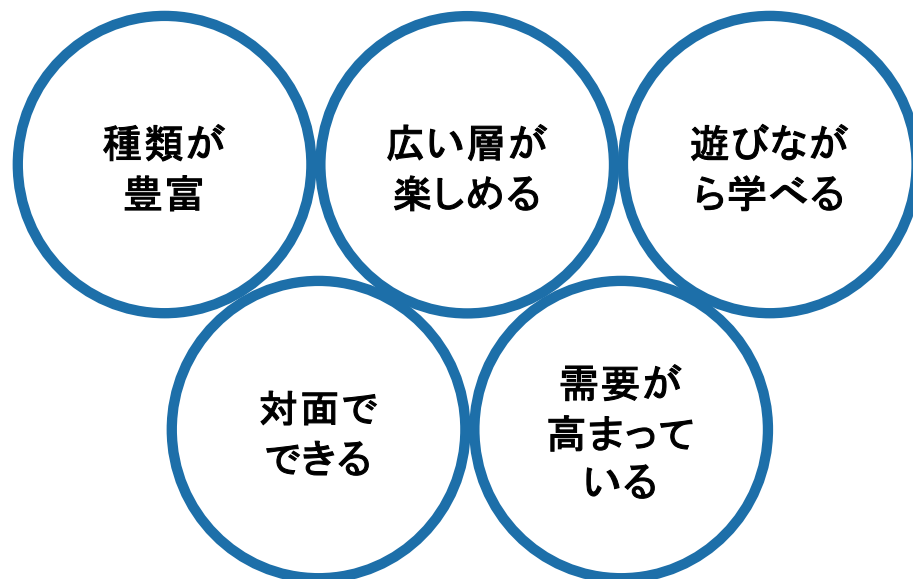 種類が
豊富
広い層が
楽しめる
遊びなが
ら学べる
対面で
できる
需要が
高まって
いる